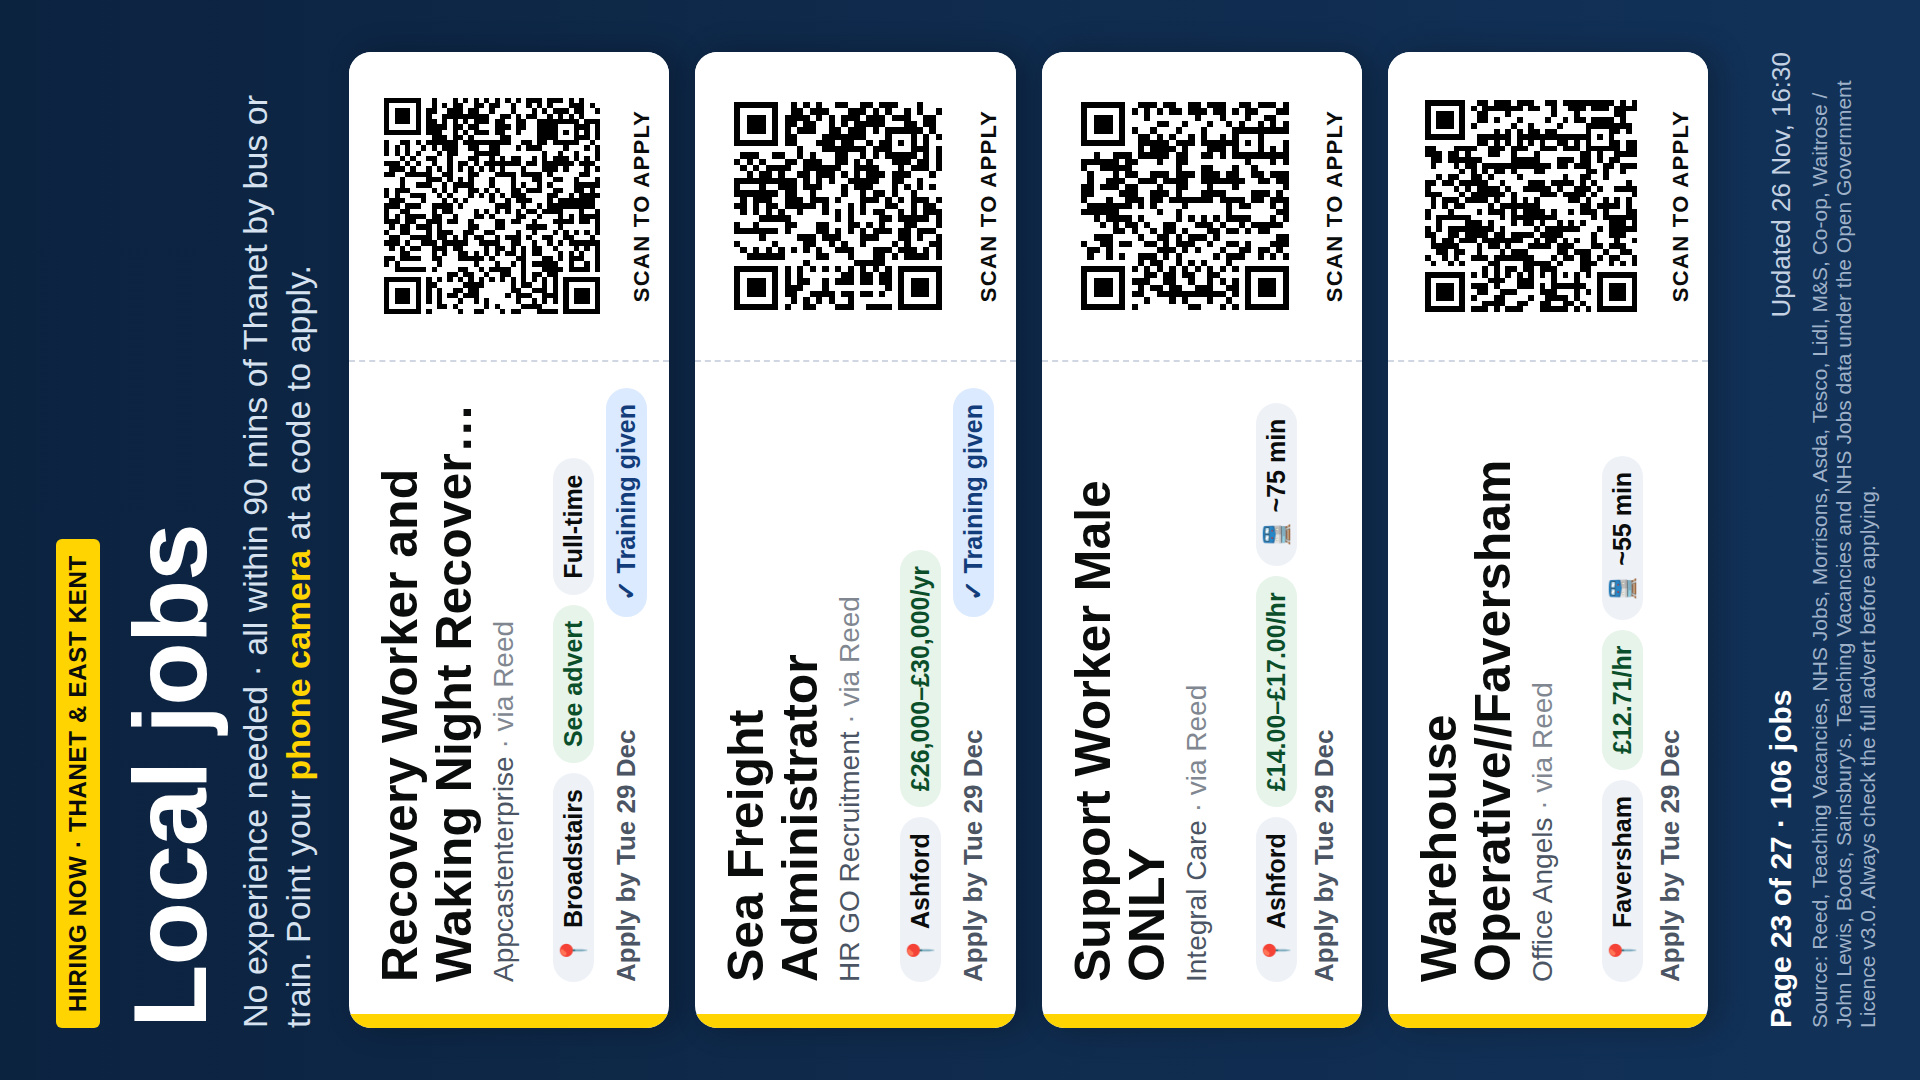 HIRING NOW · THANET & EAST KENT
Local jobs
No experience needed · all within 90 mins of Thanet by bus or
train. Point your phone camera at a code to apply.
Recovery Worker and
Waking Night Recover…
Appcastenterprise · via Reed
📍 Broadstairs
See advert
Full-time
Apply by Tue 29 Dec
✓ Training given
SCAN TO APPLY
Sea Freight
Administrator
HR GO Recruitment · via Reed
📍 Ashford
£26,000–£30,000/yr
Apply by Tue 29 Dec
✓ Training given
SCAN TO APPLY
Support Worker Male
ONLY
Integral Care · via Reed
📍 Ashford
£14.00–£17.00/hr
🚆 ~75 min
Apply by Tue 29 Dec
SCAN TO APPLY
Warehouse
Operative//Faversham
Office Angels · via Reed
📍 Faversham
£12.71/hr
🚆 ~55 min
Apply by Tue 29 Dec
SCAN TO APPLY
Page 23 of 27 · 106 jobs
Updated 26 Nov, 16:30
Source: Reed, Teaching Vacancies, NHS Jobs, Morrisons, Asda, Tesco, Lidl, M&S, Co-op, Waitrose /
John Lewis, Boots, Sainsbury's. Teaching Vacancies and NHS Jobs data under the Open Government
Licence v3.0. Always check the full advert before applying.